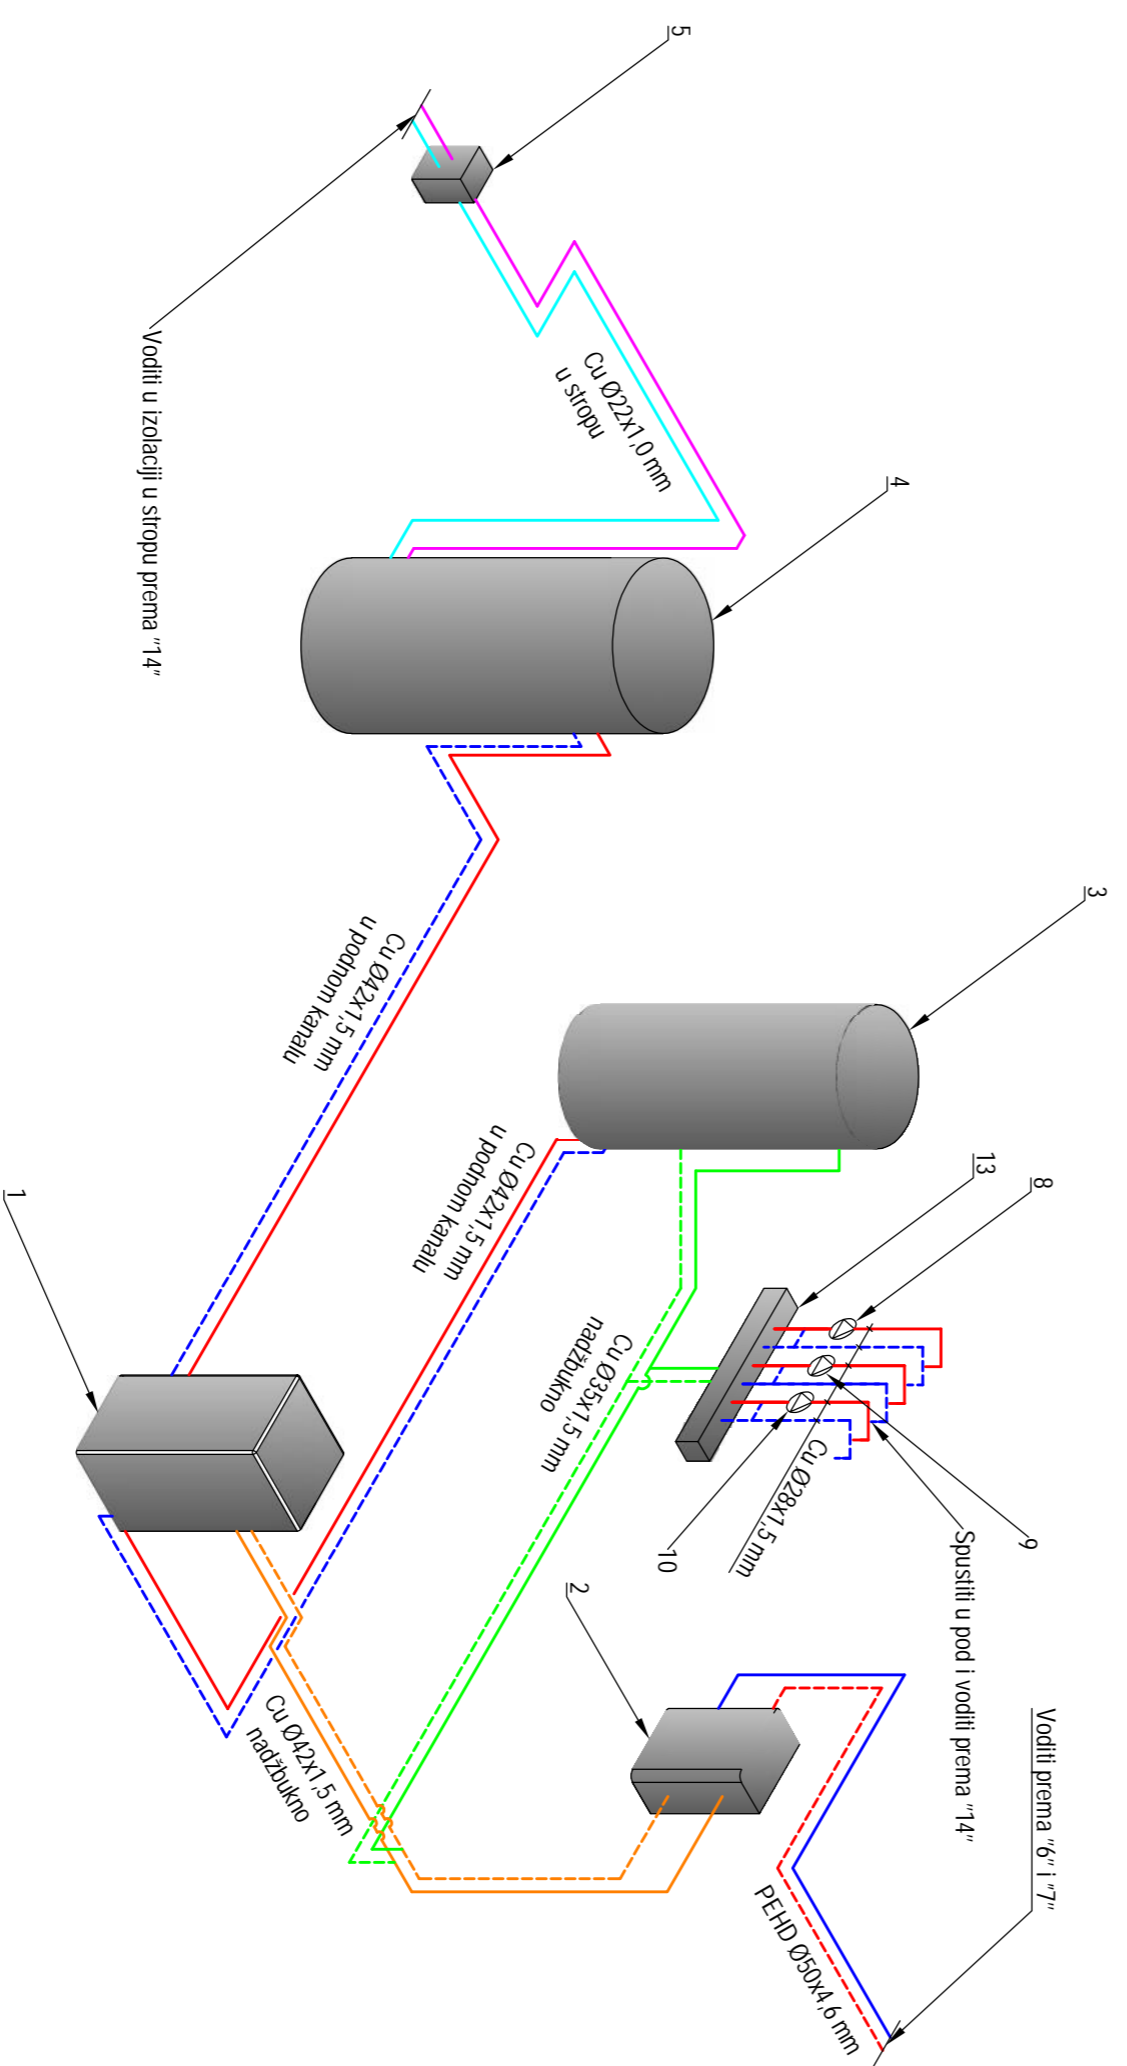 5
4
3
13
8
9
10
2
1
Voditi u izolaciji u stropu prema "14"
Cu Ø22x1,0 mm
u stropu
Cu Ø42x1,5 mm
u podnom kanalu
Cu Ø42x1,5 mm
u podnom kanalu
Cu Ø35x1,5 mm
nadžbukno
Cu Ø28x1,5 mm
Spustiti u pod i voditi prema "14"
Voditi prema "6" i "7"
Cu Ø42x1,5 mm
nadžbukno
PEHD Ø50x4,6 mm